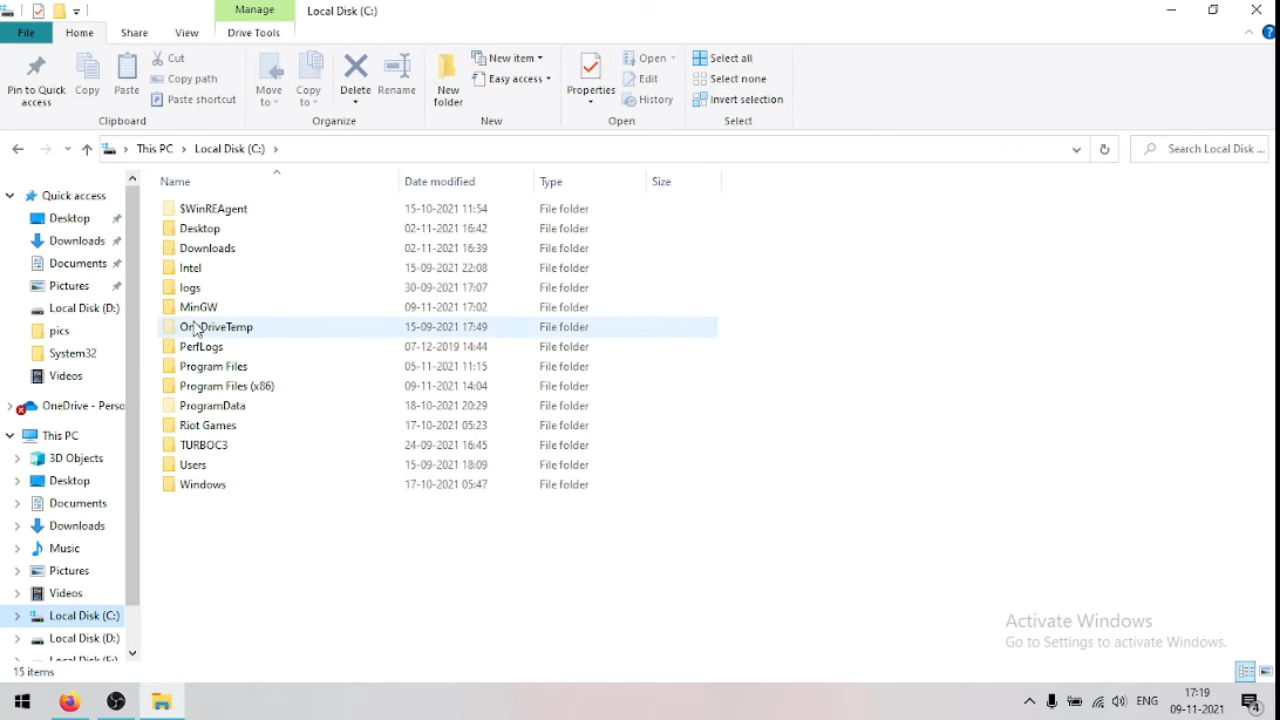 Manage
Local Disk (C:)
File
Home
Share
View
Drive Tools
Pin to Quick access
Copy
Paste
Cut
Copy path
Paste shortcut
Clipboard
Move to
Copy to
Delete
Rename
Organize
New folder
New item
Easy access
New
Properties
Open
Edit
History
Open
Select all
Select none
Invert selection
Select
This PC
Local Disk (C:)
Search Local Disk ...
Quick access
Desktop
Downloads
Documents
Pictures
Local Disk (D:)
pics
System32
Videos
OneDrive - Perso
This PC
3D Objects
Desktop
Documents
Downloads
Music
Pictures
Videos
Local Disk (C:)
Local Disk (D:)
Name Date modified Type Size
$WinREAgent 15-10-2021 11:54 File folder
Desktop 02-11-2021 16:42 File folder
Downloads 02-11-2021 16:39 File folder
Intel 15-09-2021 22:08 File folder
logs 30-09-2021 17:07 File folder
MinGW 09-11-2021 17:02 File folder
OneDriveTemp 15-09-2021 17:49 File folder
PerfLogs 07-12-2019 14:44 File folder
Program Files 05-11-2021 11:15 File folder
Program Files (x86) 09-11-2021 14:04 File folder
ProgramData 18-10-2021 20:29 File folder
Riot Games 17-10-2021 05:23 File folder
TURBOC3 24-09-2021 16:45 File folder
Users 15-09-2021 18:09 File folder
Windows 17-10-2021 05:47 File folder
Activate Windows
Go to Settings to activate Windows.
15 items
ENG
17:19
09-11-2021
4